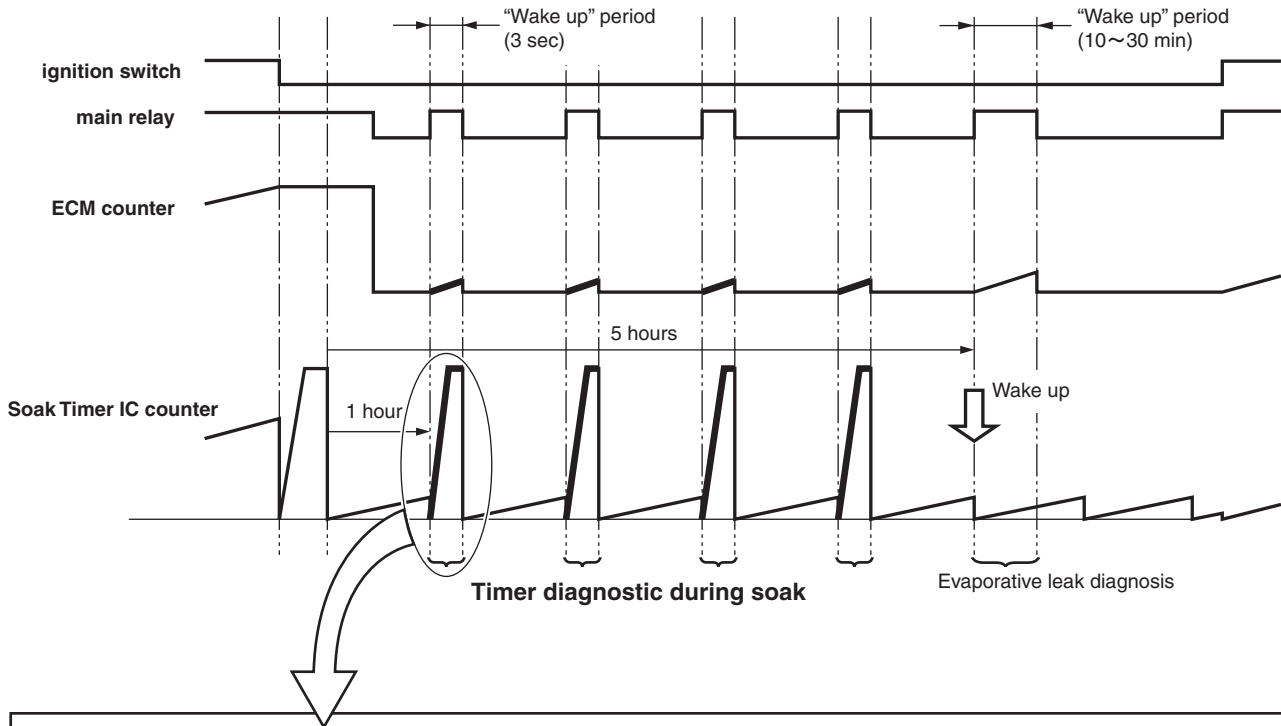 “Wake up” period
(3 sec)
“Wake up” period
(10～30 min)
ignition switch
main relay
ECM counter
5 hours
Soak Timer IC counter
1 hour
Wake up
Timer diagnostic during soak
Evaporative leak diagnosis